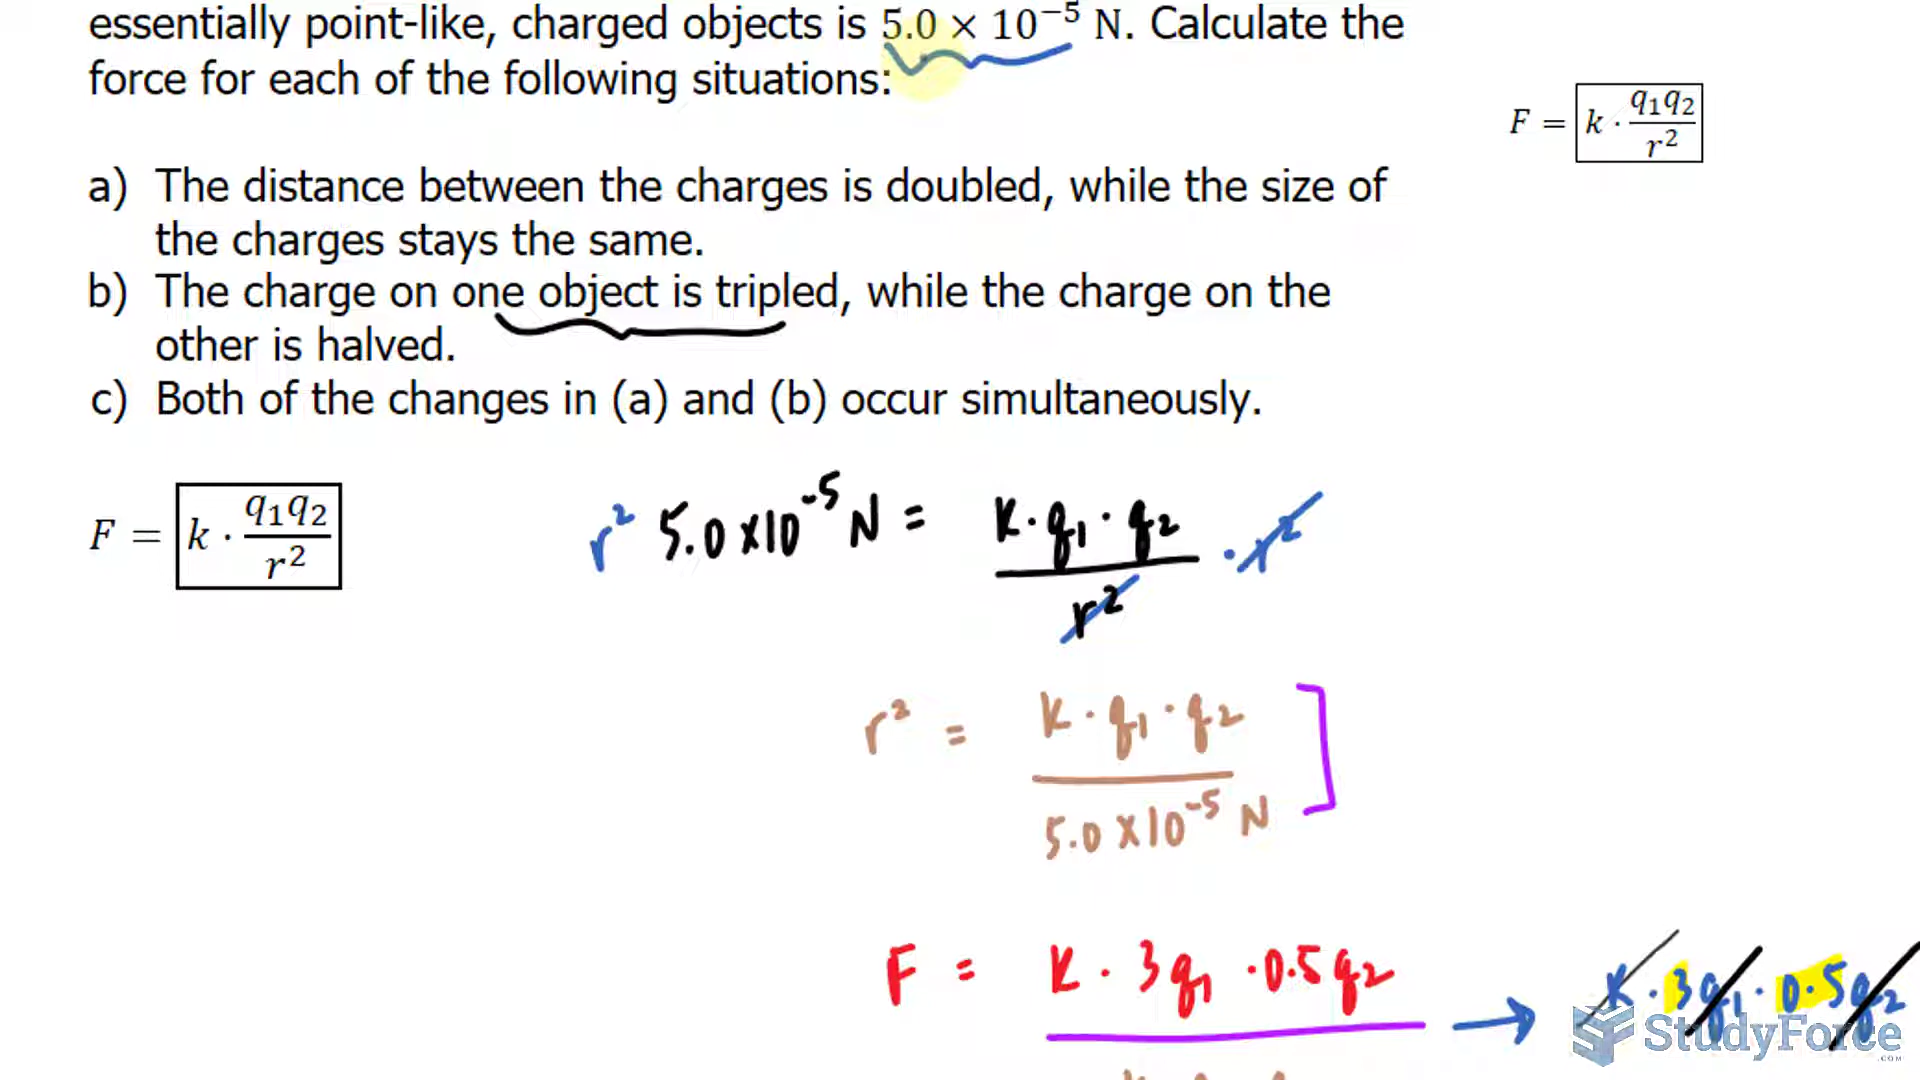 essentially point-like, charged objects is 5.0 × 10⁻⁵ N. Calculate the
force for each of the following situations:
F = k · q₁q₂ / r²
a) The distance between the charges is doubled, while the size of
the charges stays the same.
b) The charge on one object is tripled, while the charge on the
other is halved.
c) Both of the changes in (a) and (b) occur simultaneously.
F = k · q₁q₂ / r²
r² 5.0×10⁻⁵ N = k·q₁·q₂ / r² · r²
r² = k·q₁·q₂ / 5.0×10⁻⁵ N
F = k · 3q₁ · 0.5q₂ → k · 3q₁ · 0.5q₂
StudyForce
.COM